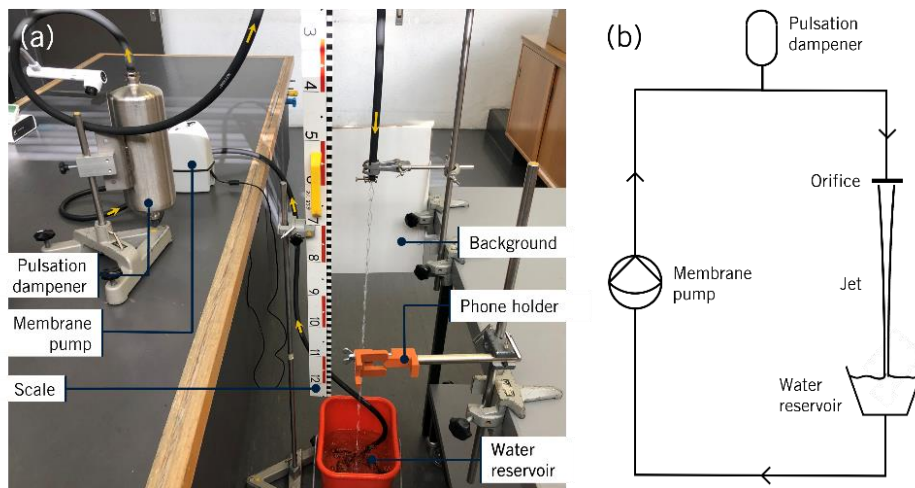 (a)
3
4
5
7
8
9
10
11
12
Pulsation
dampener
Membrane
pump
Scale
Background
Phone holder
Water
reservoir
(b)
Pulsation
dampener
Orifice
Membrane
pump
Jet
Water
reservoir